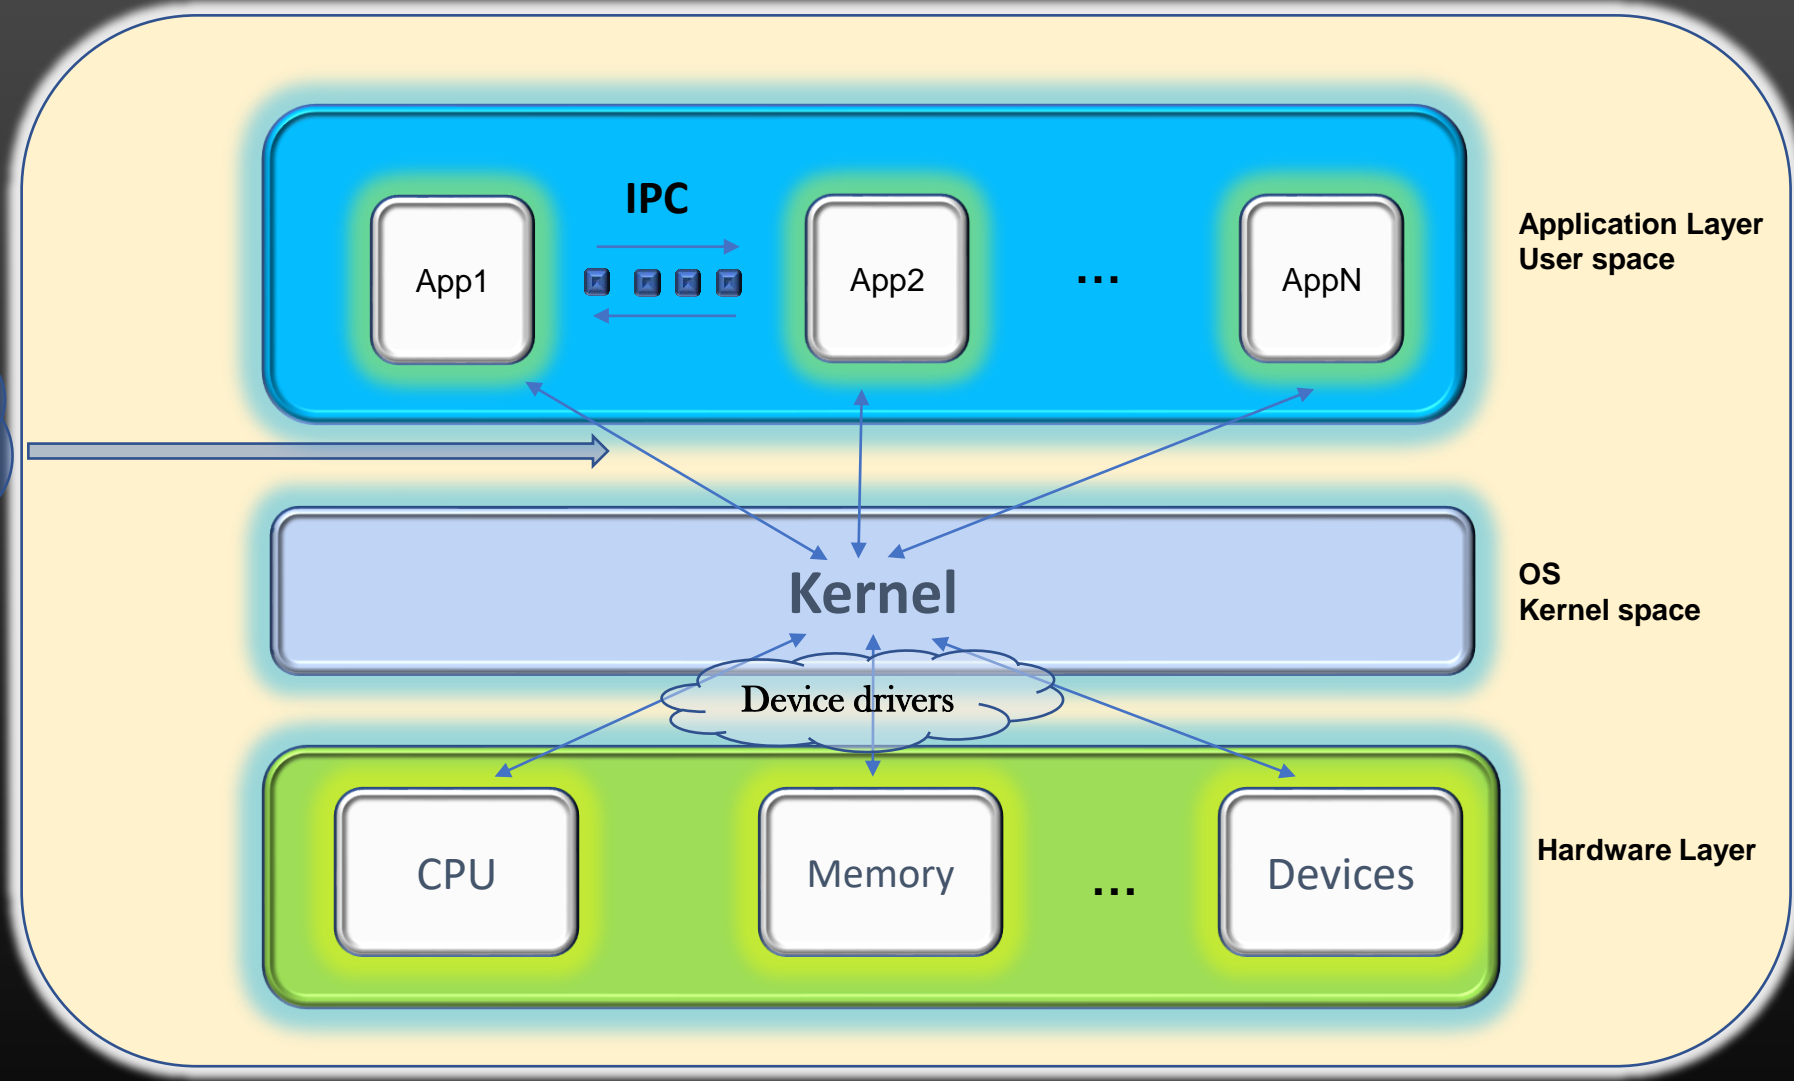 IPC
App1
App2
...
AppN
Application Layer
User space
Kernel
OS
Kernel space
Device drivers
CPU
Memory
...
Devices
Hardware Layer